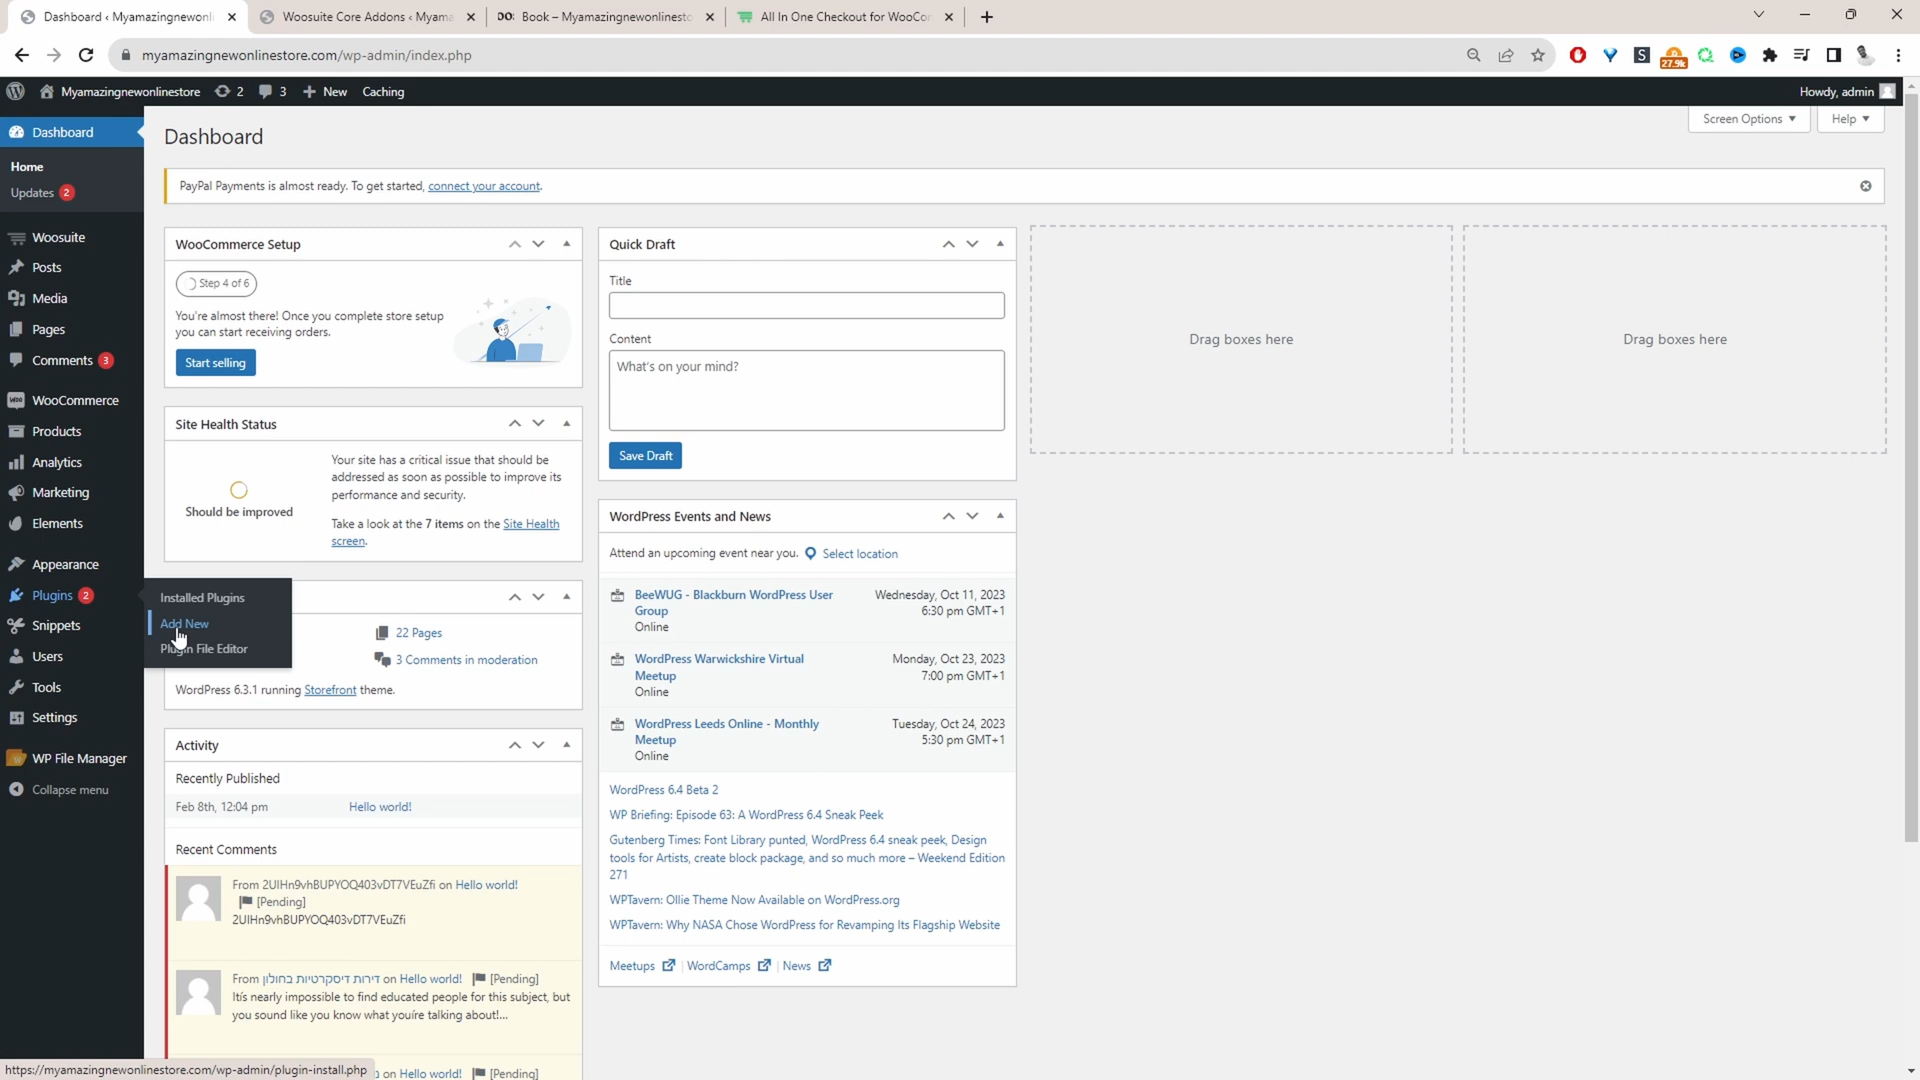 Dashboard ‹ Myamazingnewonli
Woosuite Core Addons ‹ Myama
Book – Myamazingnewonlinesto
All In One Checkout for WooCor
myamazingnewonlinestore.com/wp-admin/index.php
27.9k
Myamazingnewonlinestore
2
3
New
Caching
Howdy, admin
Dashboard
Home
Updates 2
Woosuite
Posts
Media
Pages
Comments 3
WooCommerce
Products
Analytics
Marketing
Elements
Appearance
Plugins 2
Snippets
Users
Tools
Settings
WP File Manager
Collapse menu
Installed Plugins
Add New
Plugin File Editor
Dashboard
Screen Options
Help
PayPal Payments is almost ready. To get started, connect your account.
WooCommerce Setup
Step 4 of 6
You're almost there! Once you complete store setup
you can start receiving orders.
Start selling
Site Health Status
Should be improved
Your site has a critical issue that should be
addressed as soon as possible to improve its
performance and security.
Take a look at the 7 items on the Site Health
screen.
22 Pages
3 Comments in moderation
WordPress 6.3.1 running Storefront theme.
Activity
Recently Published
Feb 8th, 12:04 pm
Hello world!
Recent Comments
From 2UIHn9vhBUPYOQ403vDT7VEuZfi on Hello world!
[Pending]
2UIHn9vhBUPYOQ403vDT7VEuZfi
From דירות דיסקרטיות בחולון on Hello world! [Pending]
Itís nearly impossible to find educated people for this subject, but
you sound like you know what youíre talking about!...
on Hello world! [Pending]
Quick Draft
Title
Content
What's on your mind?
Save Draft
WordPress Events and News
Attend an upcoming event near you. Select location
BeeWUG - Blackburn WordPress User
Group
Online
Wednesday, Oct 11, 2023
6:30 pm GMT+1
WordPress Warwickshire Virtual
Meetup
Online
Monday, Oct 23, 2023
7:00 pm GMT+1
WordPress Leeds Online - Monthly
Meetup
Online
Tuesday, Oct 24, 2023
5:30 pm GMT+1
WordPress 6.4 Beta 2
WP Briefing: Episode 63: A WordPress 6.4 Sneak Peek
Gutenberg Times: Font Library punted, WordPress 6.4 sneak peek, Design
tools for Artists, create block package, and so much more – Weekend Edition
271
WPTavern: Ollie Theme Now Available on WordPress.org
WPTavern: Why NASA Chose WordPress for Revamping Its Flagship Website
Meetups | WordCamps | News
Drag boxes here
Drag boxes here
https://myamazingnewonlinestore.com/wp-admin/plugin-install.php